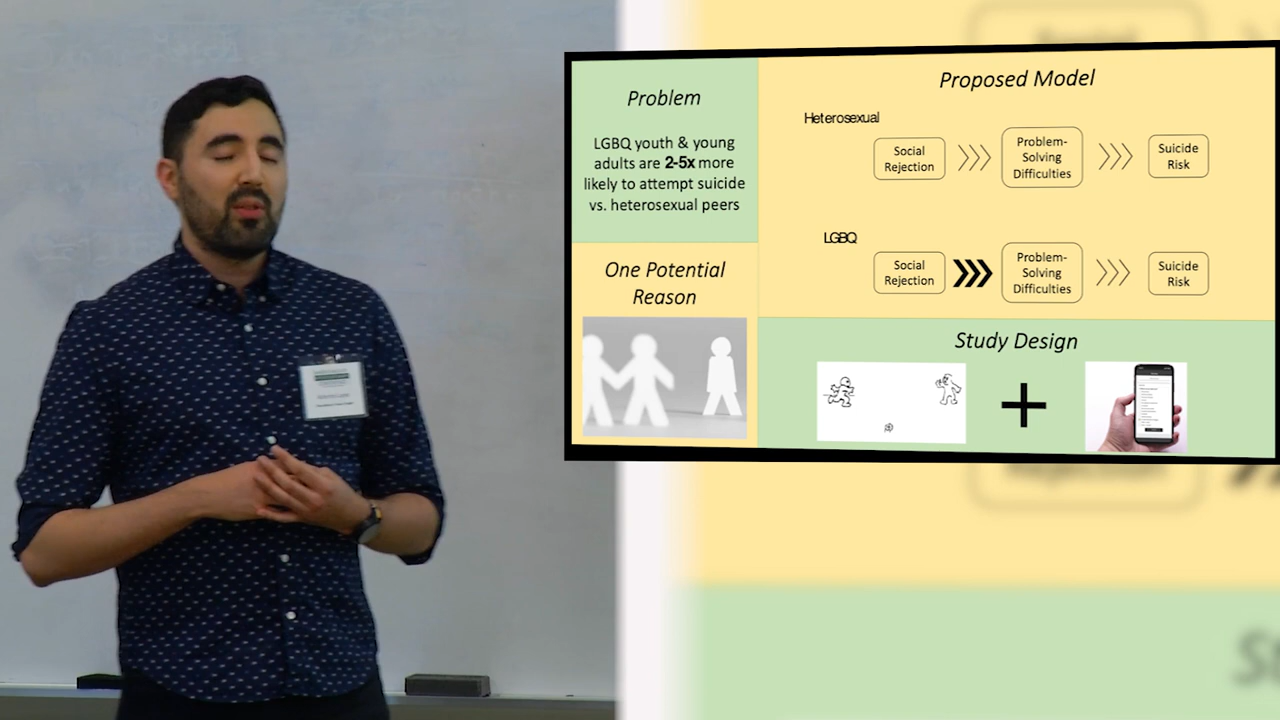 Problem
LGBQ youth & young
adults are 2-5x more
likely to attempt suicide
vs. heterosexual peers
One Potential
Reason
Proposed Model
Heterosexual
Social
Rejection
Problem-
Solving
Difficulties
Suicide
Risk
LGBQ
Social
Rejection
Problem-
Solving
Difficulties
Suicide
Risk
Study Design
+